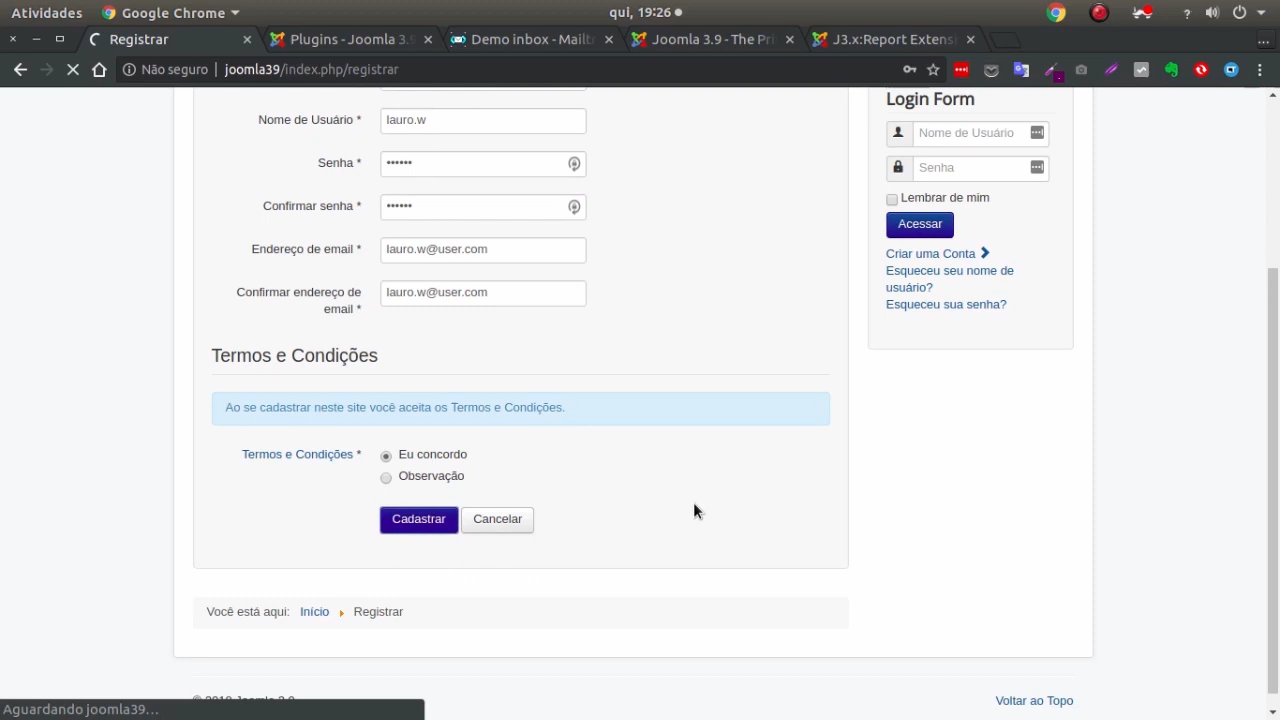 Atividades Google Chrome qui, 19:26
Registrar Plugins - Joomla 3.9 Demo inbox - Mailtr Joomla 3.9 - The Pri J3.x:Report Extensi
Não seguro joomla39/index.php/registrar
Login Form
Nome de Usuário * lauro.w
Nome de Usuário
Senha * ••••••
Senha
Confirmar senha * ••••••
Lembrar de mim
Acessar
Endereço de email * lauro.w@user.com
Criar uma Conta
Esqueceu seu nome de
usuário?
Confirmar endereço de
email * lauro.w@user.com
Esqueceu sua senha?
Termos e Condições
Ao se cadastrar neste site você aceita os Termos e Condições.
Termos e Condições * Eu concordo
Observação
Cadastrar Cancelar
Você está aqui: Início Registrar
Voltar ao Topo
Aguardando joomla39...